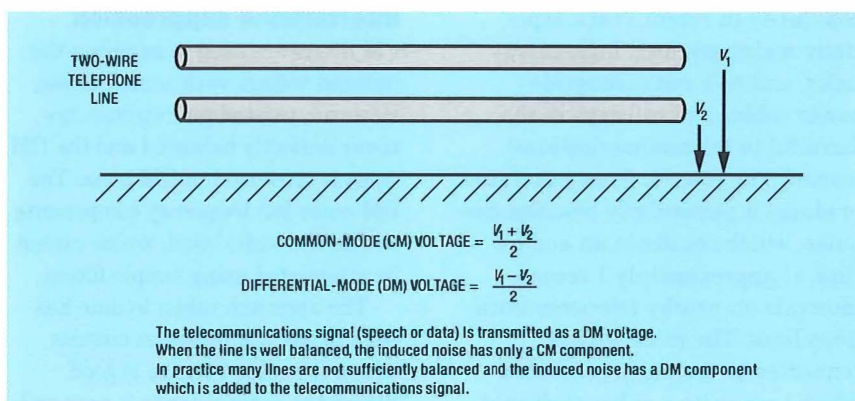 TWO-WIRE
TELEPHONE
LINE
V1
V2
COMMON-MODE (CM) VOLTAGE = V1 + V2 / 2
DIFFERENTIAL-MODE (DM) VOLTAGE = V1 − V2 / 2
The telecommunications signal (speech or data) is transmitted as a DM voltage.
When the line is well balanced, the induced noise has only a CM component.
In practice many lines are not sufficiently balanced and the induced noise has a DM component
which is added to the telecommunications signal.